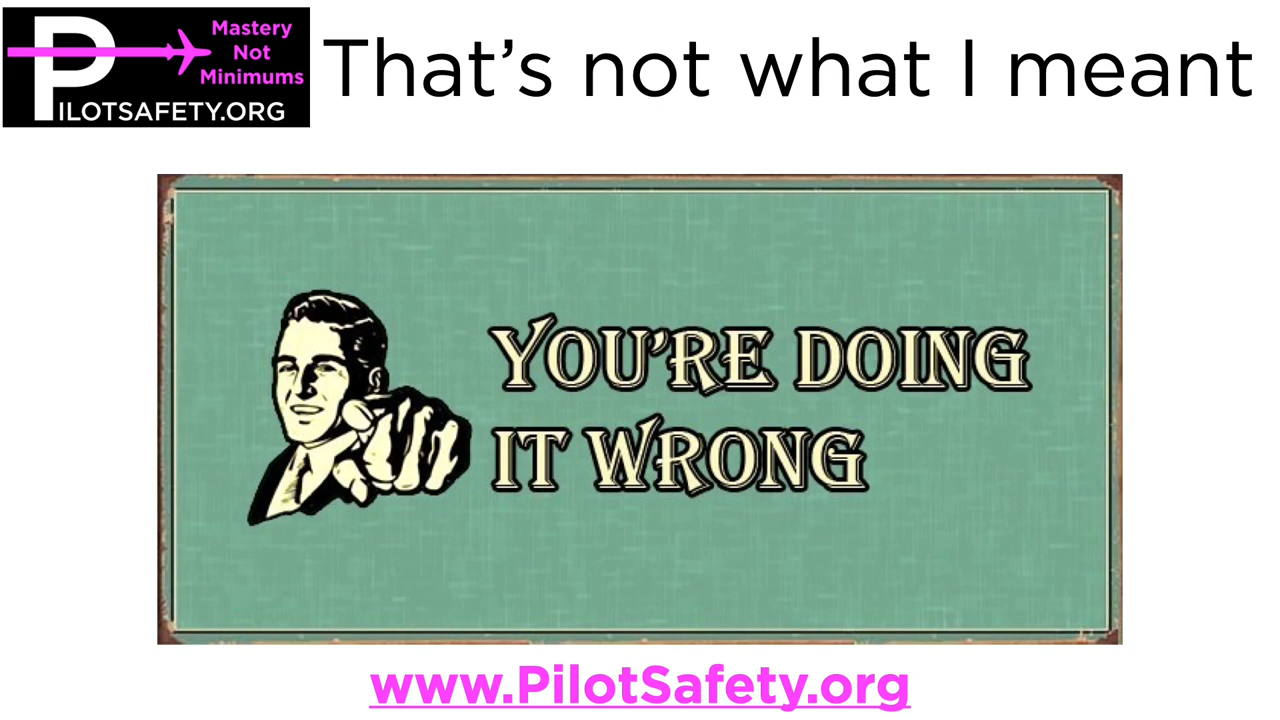 Mastery
Not
Minimums
PILOTSAFETY.ORG
That's not what I meant
YOU'RE DOING
IT WRONG
www.PilotSafety.org